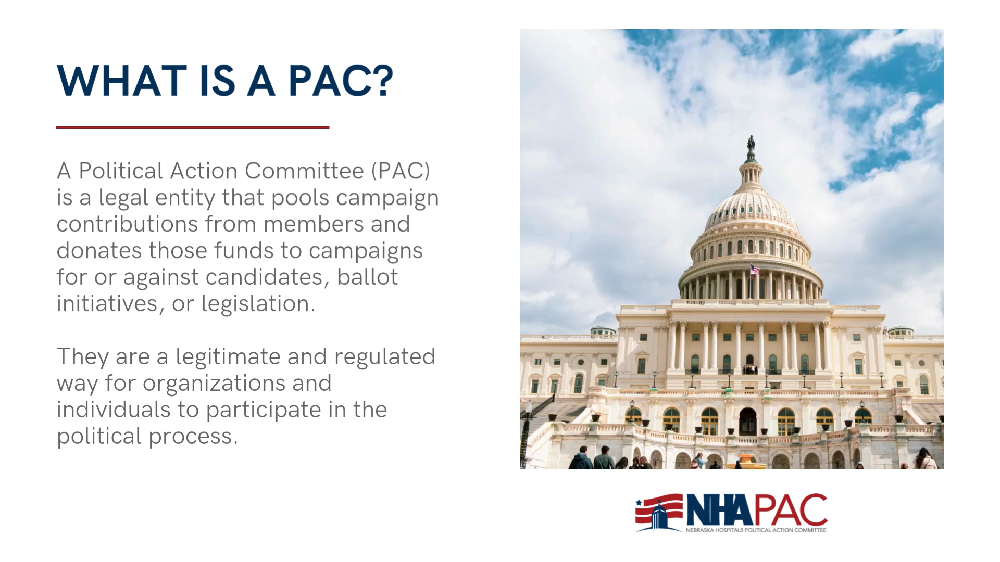 WHAT IS A PAC?
A Political Action Committee (PAC)
is a legal entity that pools campaign
contributions from members and
donates those funds to campaigns
for or against candidates, ballot
initiatives, or legislation.
They are a legitimate and regulated
way for organizations and
individuals to participate in the
political process.
NHAPAC
NEBRASKA HOSPITALS POLITICAL ACTION COMMITTEE